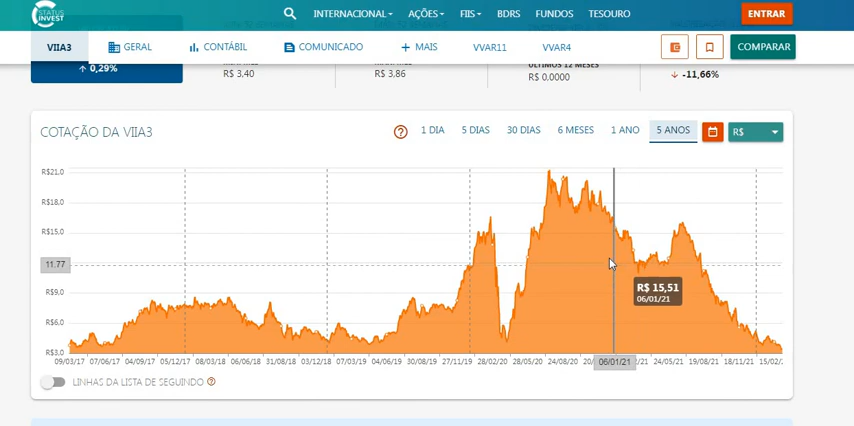 STATUS
INVEST
INTERNACIONAL
AÇÕES
FIIS
BDRS
FUNDOS
TESOURO
ENTRAR
VIIA3
GERAL
CONTÁBIL
COMUNICADO
+ MAIS
VVAR11
VVAR4
COMPARAR
↑ 0,29%
R$ 3,40
R$ 3,86
ÚLTIMOS 12 MESES
R$ 0,0000
↓ -11,66%
COTAÇÃO DA VIIA3
1 DIA
5 DIAS
30 DIAS
6 MESES
1 ANO
5 ANOS
R$
R$21.0
R$18.0
R$15.0
11.77
R$9.0
R$6.0
R$3.0
R$ 15,51
06/01/21
09/03/17
07/06/17
04/09/17
05/12/17
08/03/18
06/06/18
31/08/18
03/12/18
07/03/19
06/06/19
30/08/19
27/11/19
28/02/20
28/05/20
24/08/20
06/01/21
24/05/21
19/08/21
18/11/21
15/02/
LINHAS DA LISTA DE SEGUINDO